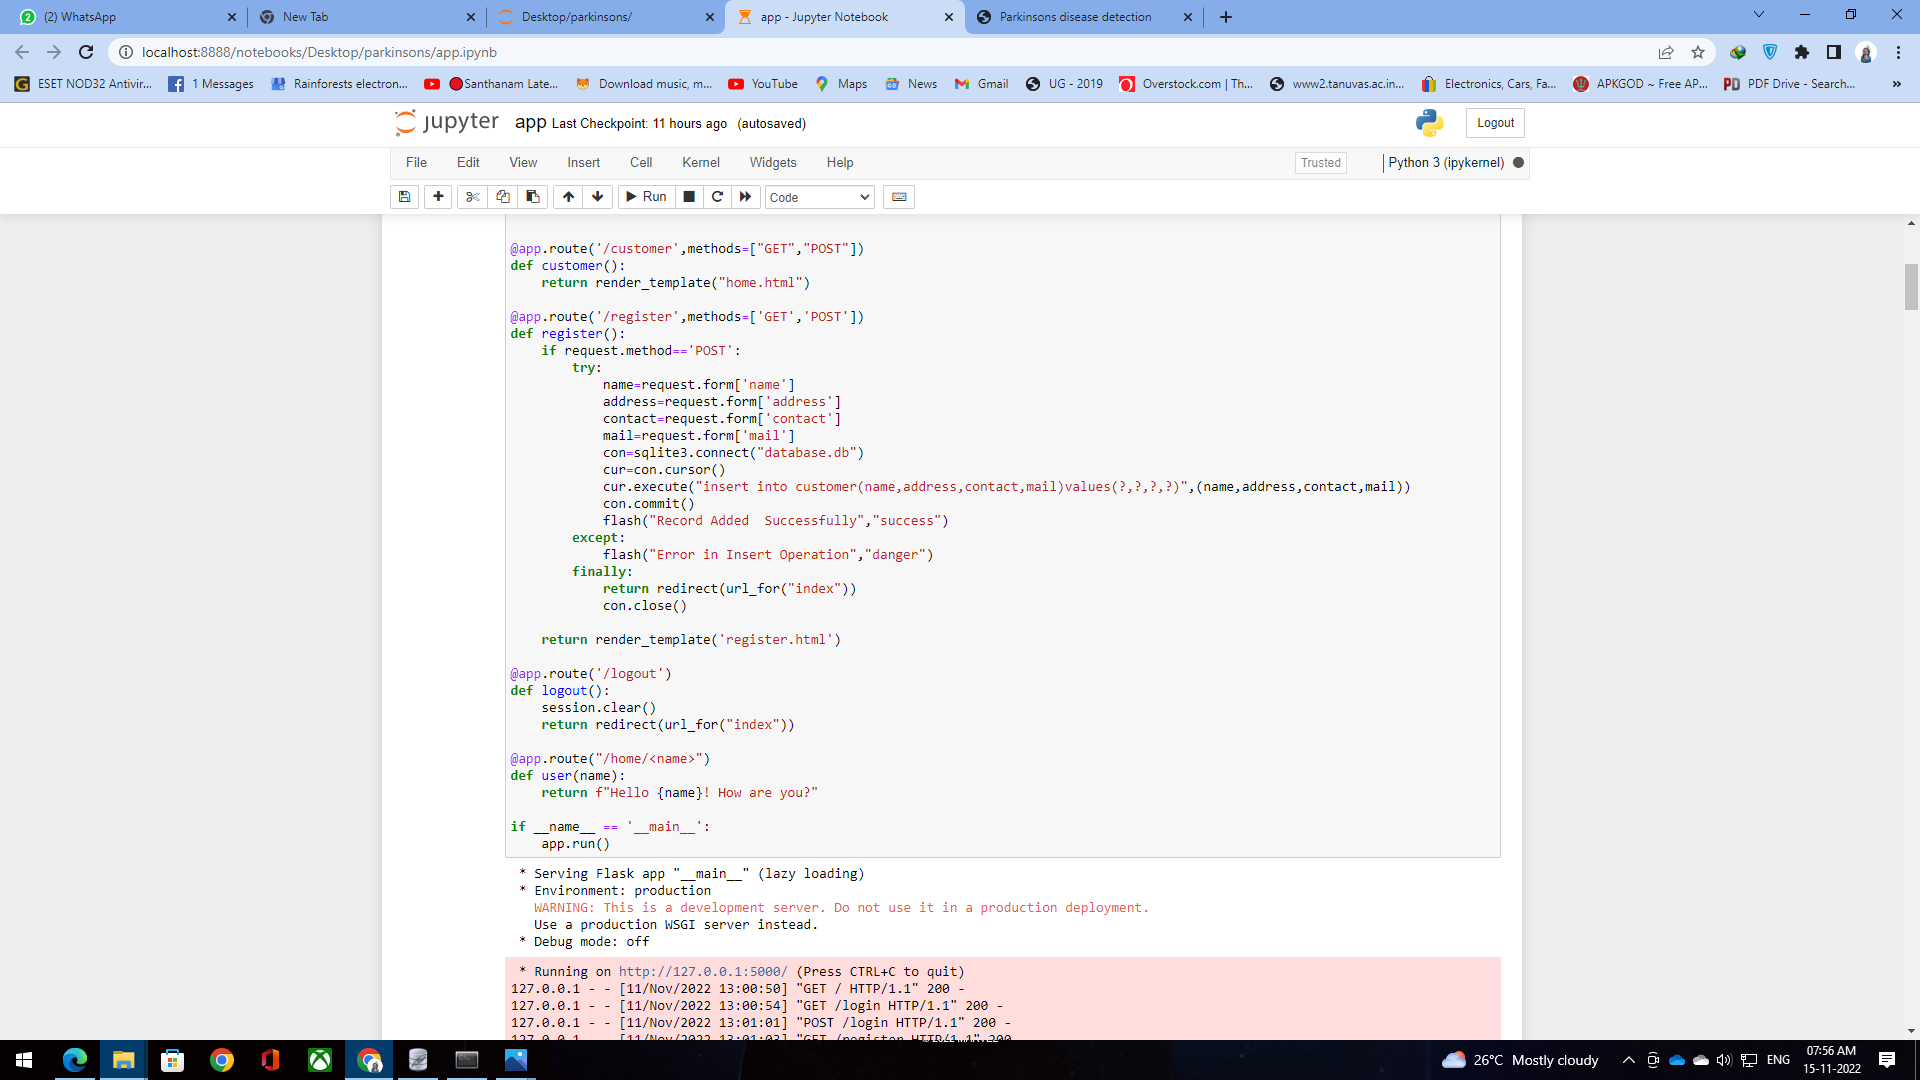 (2) WhatsApp
New Tab
Desktop/parkinsons/
app - Jupyter Notebook
Parkinsons disease detection
localhost:8888/notebooks/Desktop/parkinsons/app.ipynb
ESET NOD32 Antivir...
1 Messages
Rainforests electron...
Santhanam Late...
Download music, m...
YouTube
Maps
News
Gmail
UG - 2019
Overstock.com | Th...
www2.tanuvas.ac.in...
Electronics, Cars, Fa...
APKGOD ~ Free AP...
PDF Drive - Search...
»
jupyter app Last Checkpoint: 11 hours ago (autosaved)
Logout
File Edit View Insert Cell Kernel Widgets Help
Trusted
Python 3 (ipykernel)
Run
Code
@app.route('/customer',methods=["GET","POST"])
def customer():
    return render_template("home.html")
@app.route('/register',methods=['GET','POST'])
def register():
    if request.method=='POST':
        try:
            name=request.form['name']
            address=request.form['address']
            contact=request.form['contact']
            mail=request.form['mail']
            con=sqlite3.connect("database.db")
            cur=con.cursor()
            cur.execute("insert into customer(name,address,contact,mail)values(?,?,?,?)",(name,address,contact,mail))
            con.commit()
            flash("Record Added  Successfully","success")
        except:
            flash("Error in Insert Operation","danger")
        finally:
            return redirect(url_for("index"))
            con.close()
    return render_template('register.html')
@app.route('/logout')
def logout():
    session.clear()
    return redirect(url_for("index"))
@app.route("/home/<name>")
def user(name):
    return f"Hello {name}! How are you?"
if __name__ == '__main__':
    app.run()
* Serving Flask app "__main__" (lazy loading)
* Environment: production
WARNING: This is a development server. Do not use it in a production deployment.
Use a production WSGI server instead.
* Debug mode: off
* Running on http://127.0.0.1:5000/ (Press CTRL+C to quit)
127.0.0.1 - - [11/Nov/2022 13:00:50] "GET / HTTP/1.1" 200 -
127.0.0.1 - - [11/Nov/2022 13:00:54] "GET /login HTTP/1.1" 200 -
127.0.0.1 - - [11/Nov/2022 13:01:01] "POST /login HTTP/1.1" 200 -
127.0.0.1 - - [11/Nov/2022 13:01:03] "GET /register
© 2022 MARVEL
26°C Mostly cloudy
ENG
07:56 AM
15-11-2022